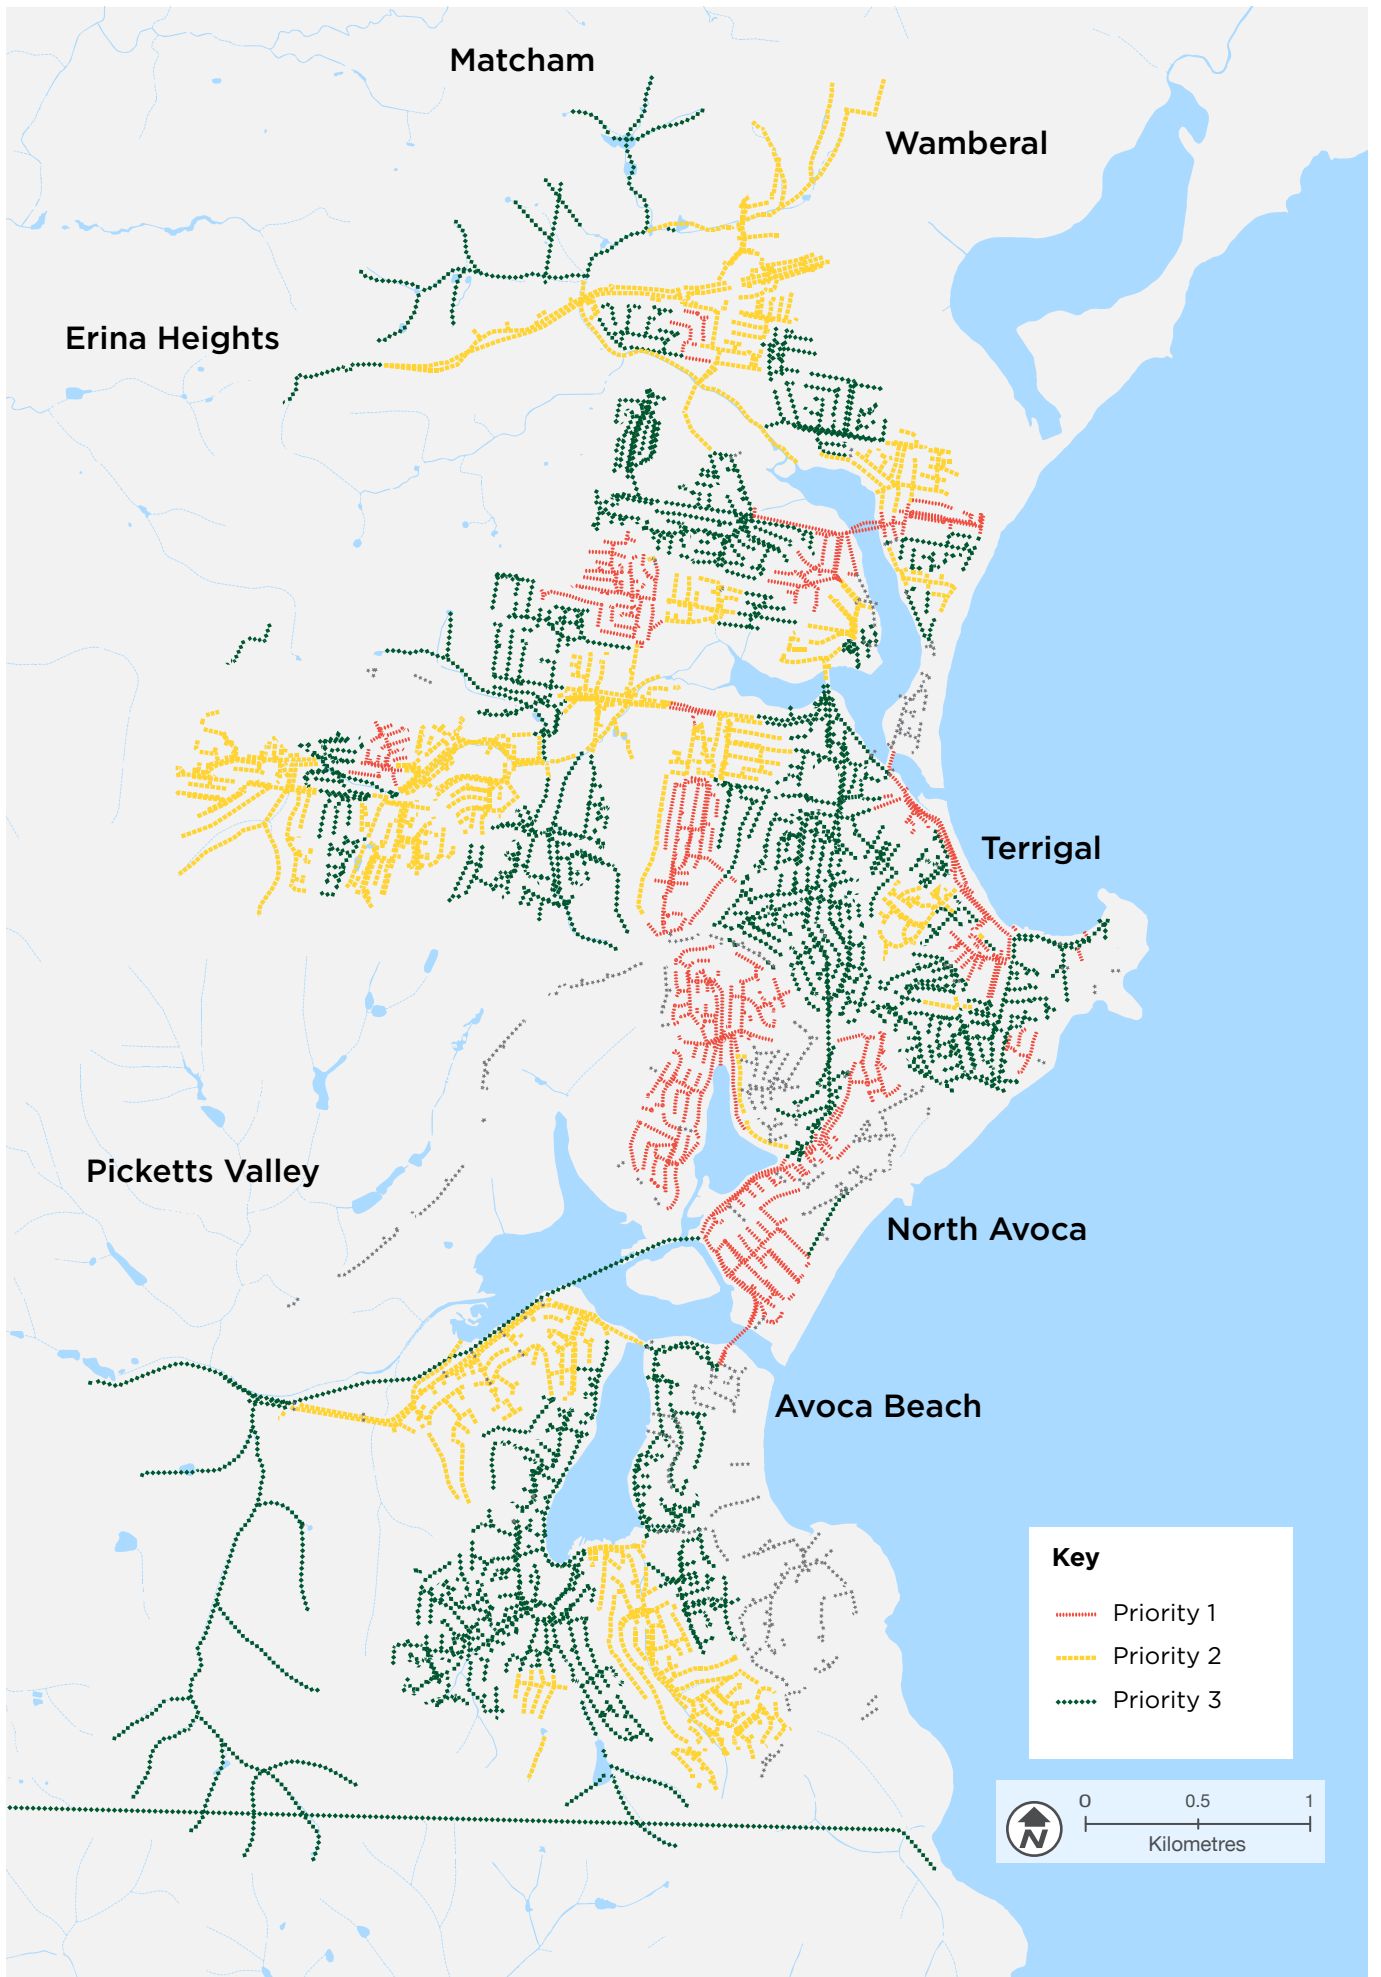 Matcham
Wamberal
Erina Heights
Terrigal
Picketts Valley
North Avoca
Avoca Beach
Key
Priority 1
Priority 2
Priority 3
0 0.5 1
Kilometres
N